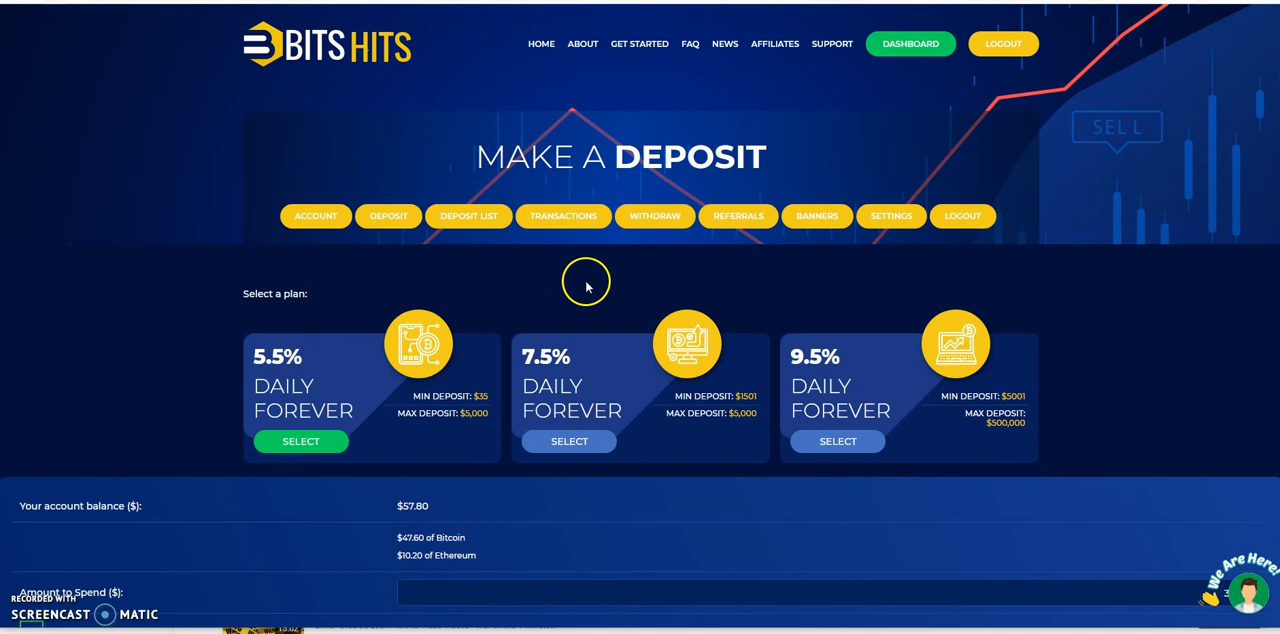 BITS HITS
HOME ABOUT GET STARTED FAQ NEWS AFFILIATES SUPPORT DASHBOARD LOGOUT
SELL
MAKE A DEPOSIT
ACCOUNT DEPOSIT DEPOSIT LIST TRANSACTIONS WITHDRAW REFERRALS BANNERS SETTINGS LOGOUT
Select a plan:
5.5%
DAILY
FOREVER
MIN DEPOSIT: $35
MAX DEPOSIT: $5,000
SELECT
7.5%
DAILY
FOREVER
MIN DEPOSIT: $1501
MAX DEPOSIT: $5,000
SELECT
9.5%
DAILY
FOREVER
MIN DEPOSIT: $5001
MAX DEPOSIT:
$500,000
SELECT
Your account balance ($): $57.80
$47.60 of Bitcoin
$10.20 of Ethereum
Amount to Spend ($):
We Are Here!
RECORDED WITH
SCREENCAST MATIC
15:02